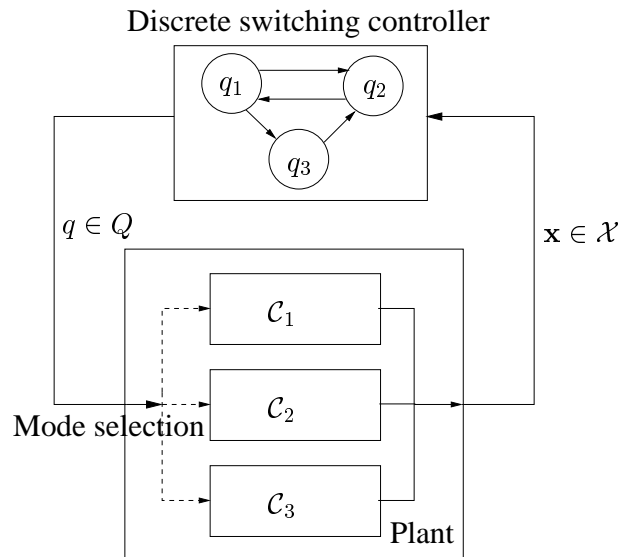 Discrete switching controller
q₁
q₂
q₃
q ∈ Q
𝐱 ∈ 𝒳
𝒞₁
𝒞₂
Mode selection
𝒞₃
Plant